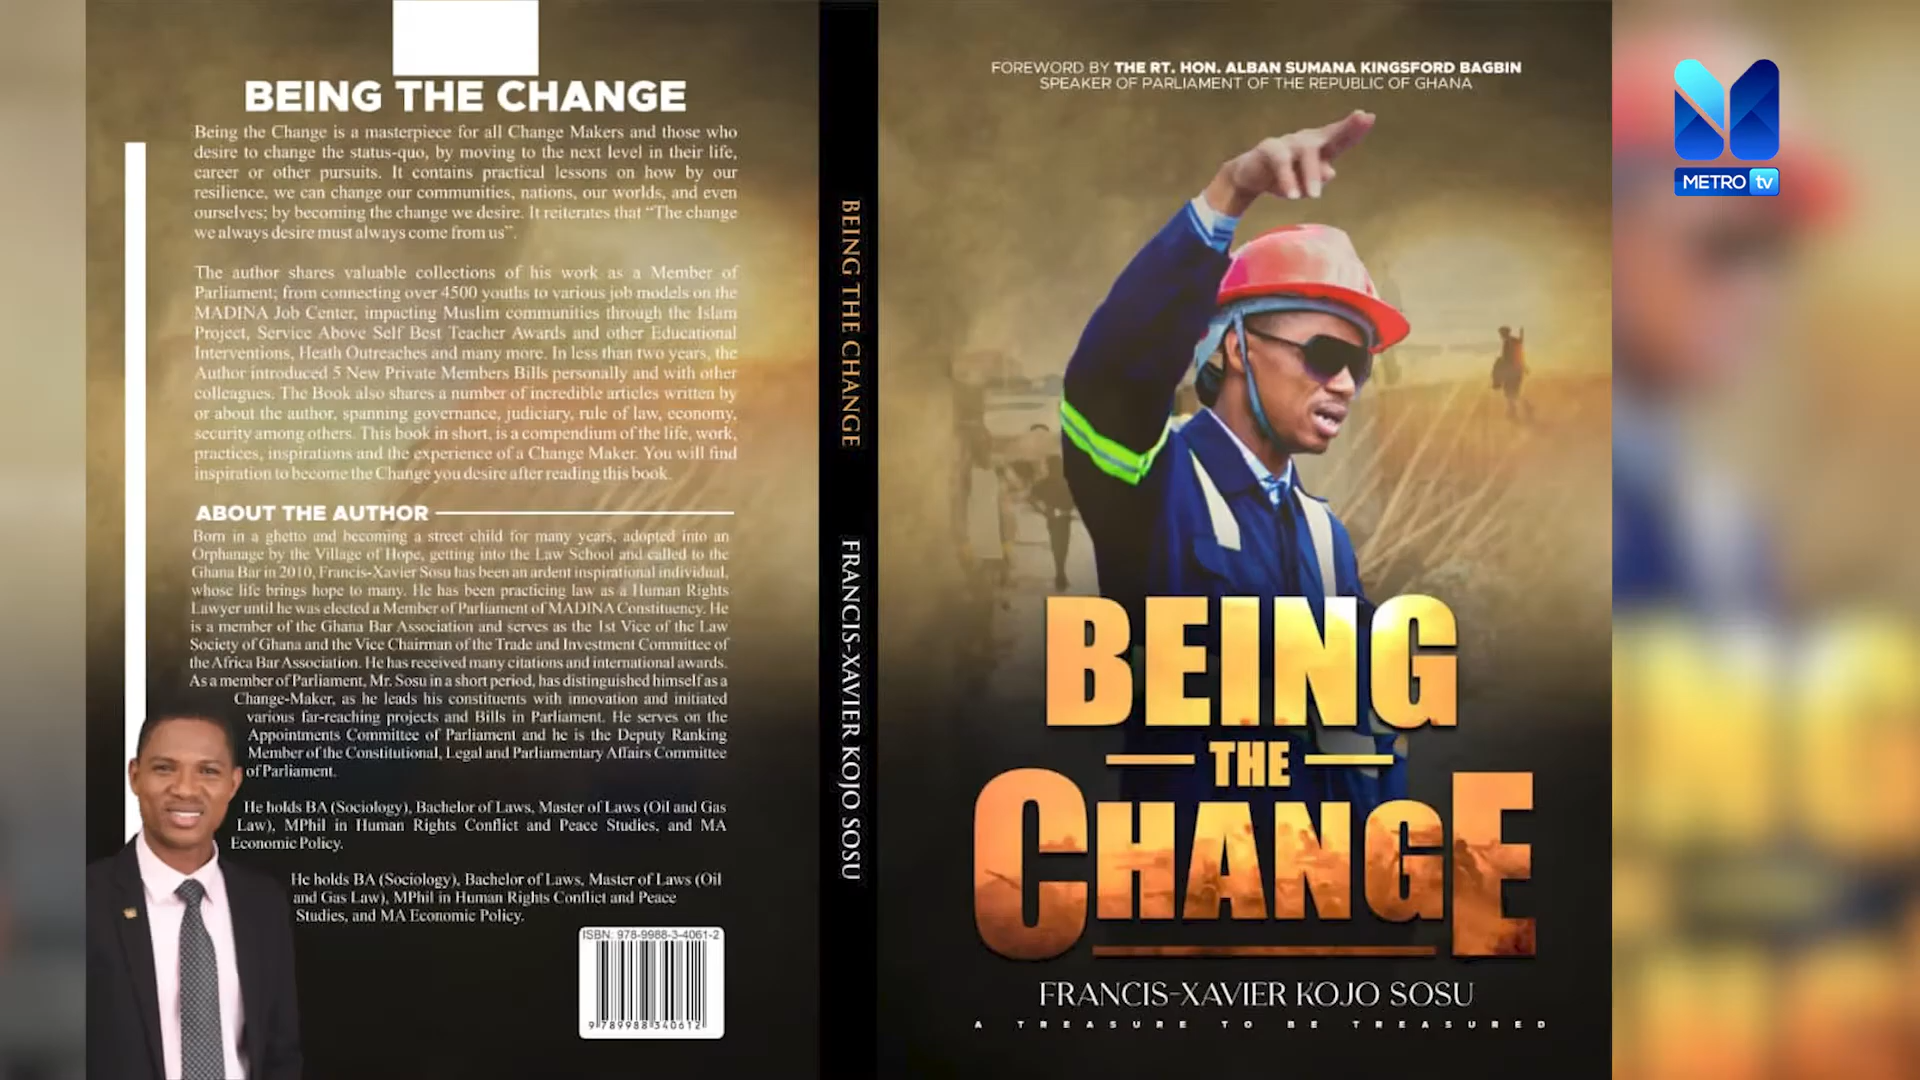 BEING THE CHANGE
Being the Change is a masterpiece for all Change Makers and those who
desire to change the status-quo, by moving to the next level in their life,
career or other pursuits. It contains practical lessons on how by our
resilience, we can change our communities, nations, our worlds, and even
ourselves; by becoming the change we desire. It reiterates that “The change
we always desire must always come from us”.
The author shares valuable collections of his work as a Member of
Parliament; from connecting over 4500 youths to various job models on the
MADINA Job Center, impacting Muslim communities through the Islam
Project, Service Above Self Best Teacher Awards and other Educational
Interventions, Heath Outreaches and many more. In less than two years, the
Author introduced 5 New Private Members Bills personally and with other
colleagues. The Book also shares a number of incredible articles written by
or about the author, spanning governance, judiciary, rule of law, economy,
security among others. This book in short, is a compendium of the life, work,
practices, inspirations and the experience of a Change Maker. You will find
inspiration to become the Change you desire after reading this book.
ABOUT THE AUTHOR
Born in a ghetto and becoming a street child for many years, adopted into an
Orphanage by the Village of Hope, getting into the Law School and called to the
Ghana Bar in 2010, Francis-Xavier Sosu has been an ardent inspirational individual,
whose life brings hope to many. He has been practicing law as a Human Rights
Lawyer until he was elected a Member of Parliament of MADINA Constituency. He
is a member of the Ghana Bar Association and serves as the 1st Vice of the Law
Society of Ghana and the Vice Chairman of the Trade and Investment Committee of
the Africa Bar Association. He has received many citations and international awards.
As a member of Parliament, Mr. Sosu in a short period, has distinguished himself as a
Change-Maker, as he leads his constituents with innovation and initiated
various far-reaching projects and Bills in Parliament. He serves on the
Appointments Committee of Parliament and he is the Deputy Ranking
Member of the Constitutional, Legal and Parliamentary Affairs Committee
of Parliament.
He holds BA (Sociology), Bachelor of Laws, Master of Laws (Oil and Gas
Law), MPhil in Human Rights Conflict and Peace Studies, and MA
Economic Policy.
He holds BA (Sociology), Bachelor of Laws, Master of Laws (Oil
and Gas Law), MPhil in Human Rights Conflict and Peace
Studies, and MA Economic Policy.
ISBN: 978-9988-3-4061-2
9 789988 340612
BEING THE CHANGE
FRANCIS-XAVIER KOJO SOSU
FOREWORD BY THE RT. HON. ALBAN SUMANA KINGSFORD BAGBIN
SPEAKER OF PARLIAMENT OF THE REPUBLIC OF GHANA
BEING
THE
CHANGE
FRANCIS-XAVIER KOJO SOSU
A TREASURE TO BE TREASURED
METRO tv